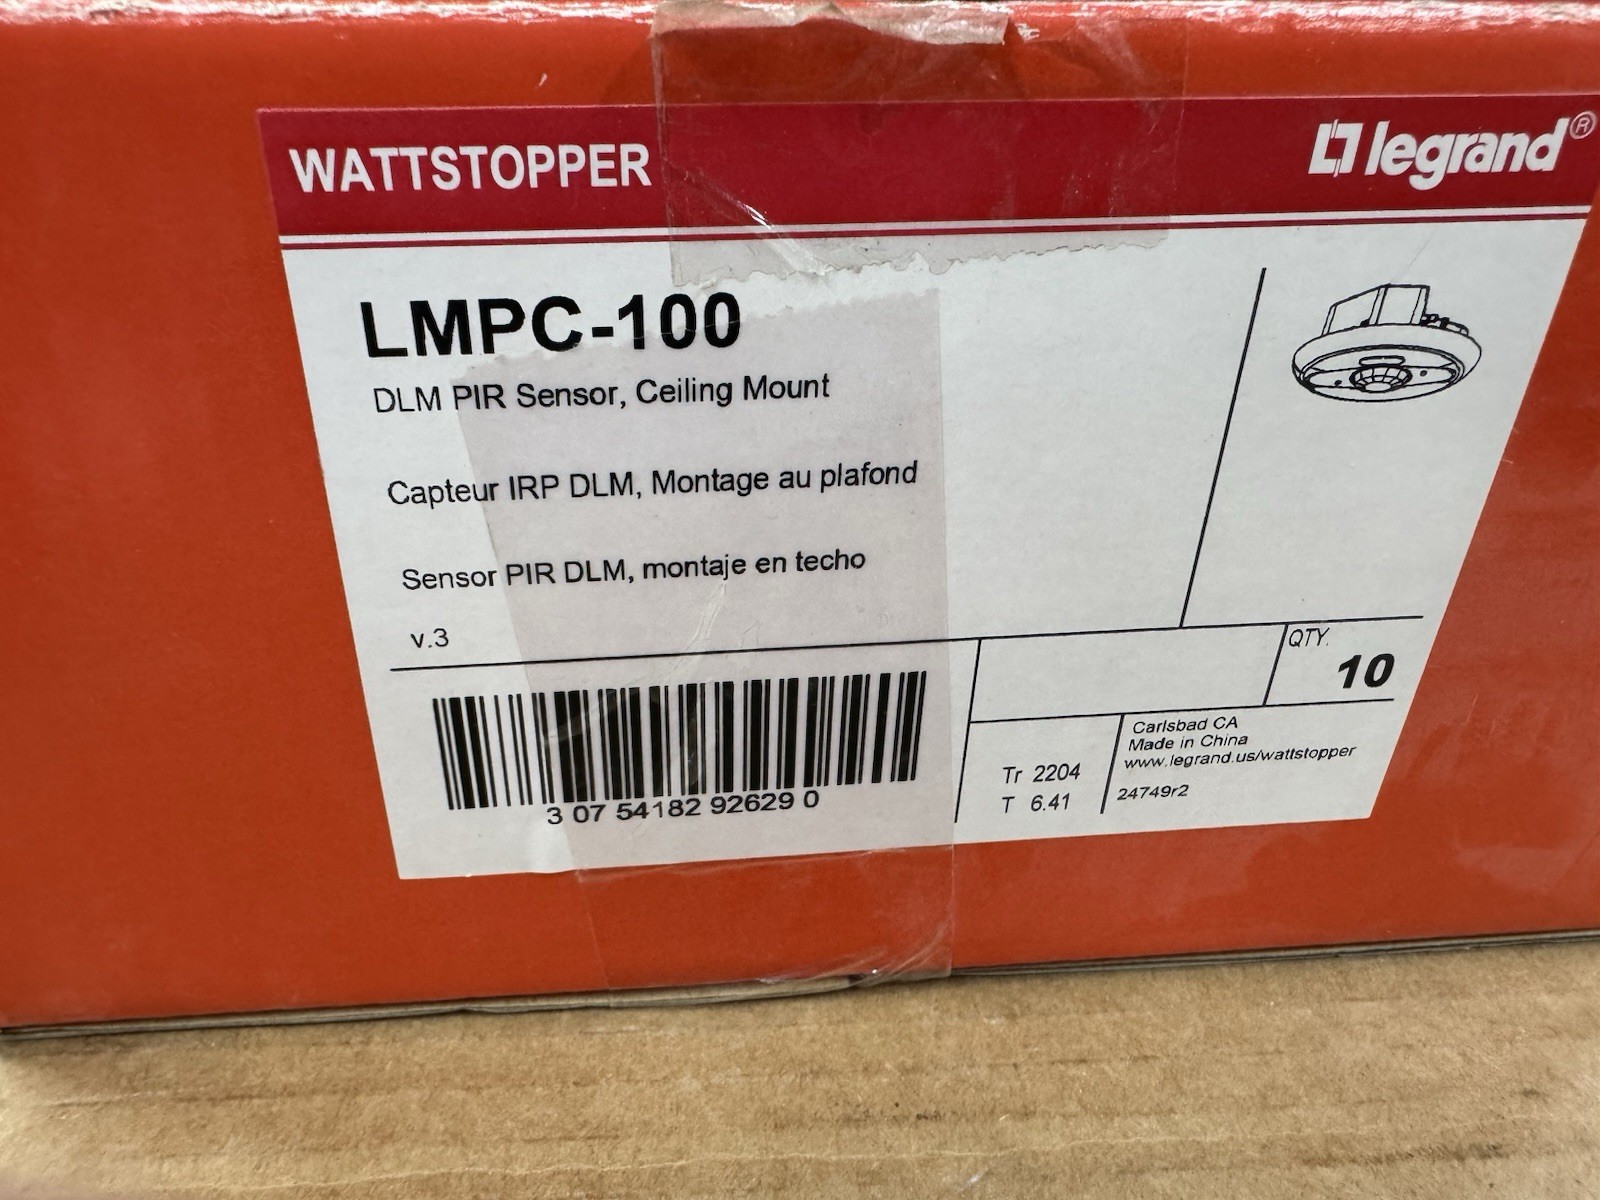 WATTSTOPPER
legrand®
LMPC-100
DLM PIR Sensor, Ceiling Mount
Capteur IRP DLM, Montage au plafond
Sensor PIR DLM, montaje en techo
v.3
QTY.
10
3 07 54182 92629 0
Tr 2204
T 6.41
Carlsbad CA
Made in China
www.legrand.us/wattstopper
24749r2